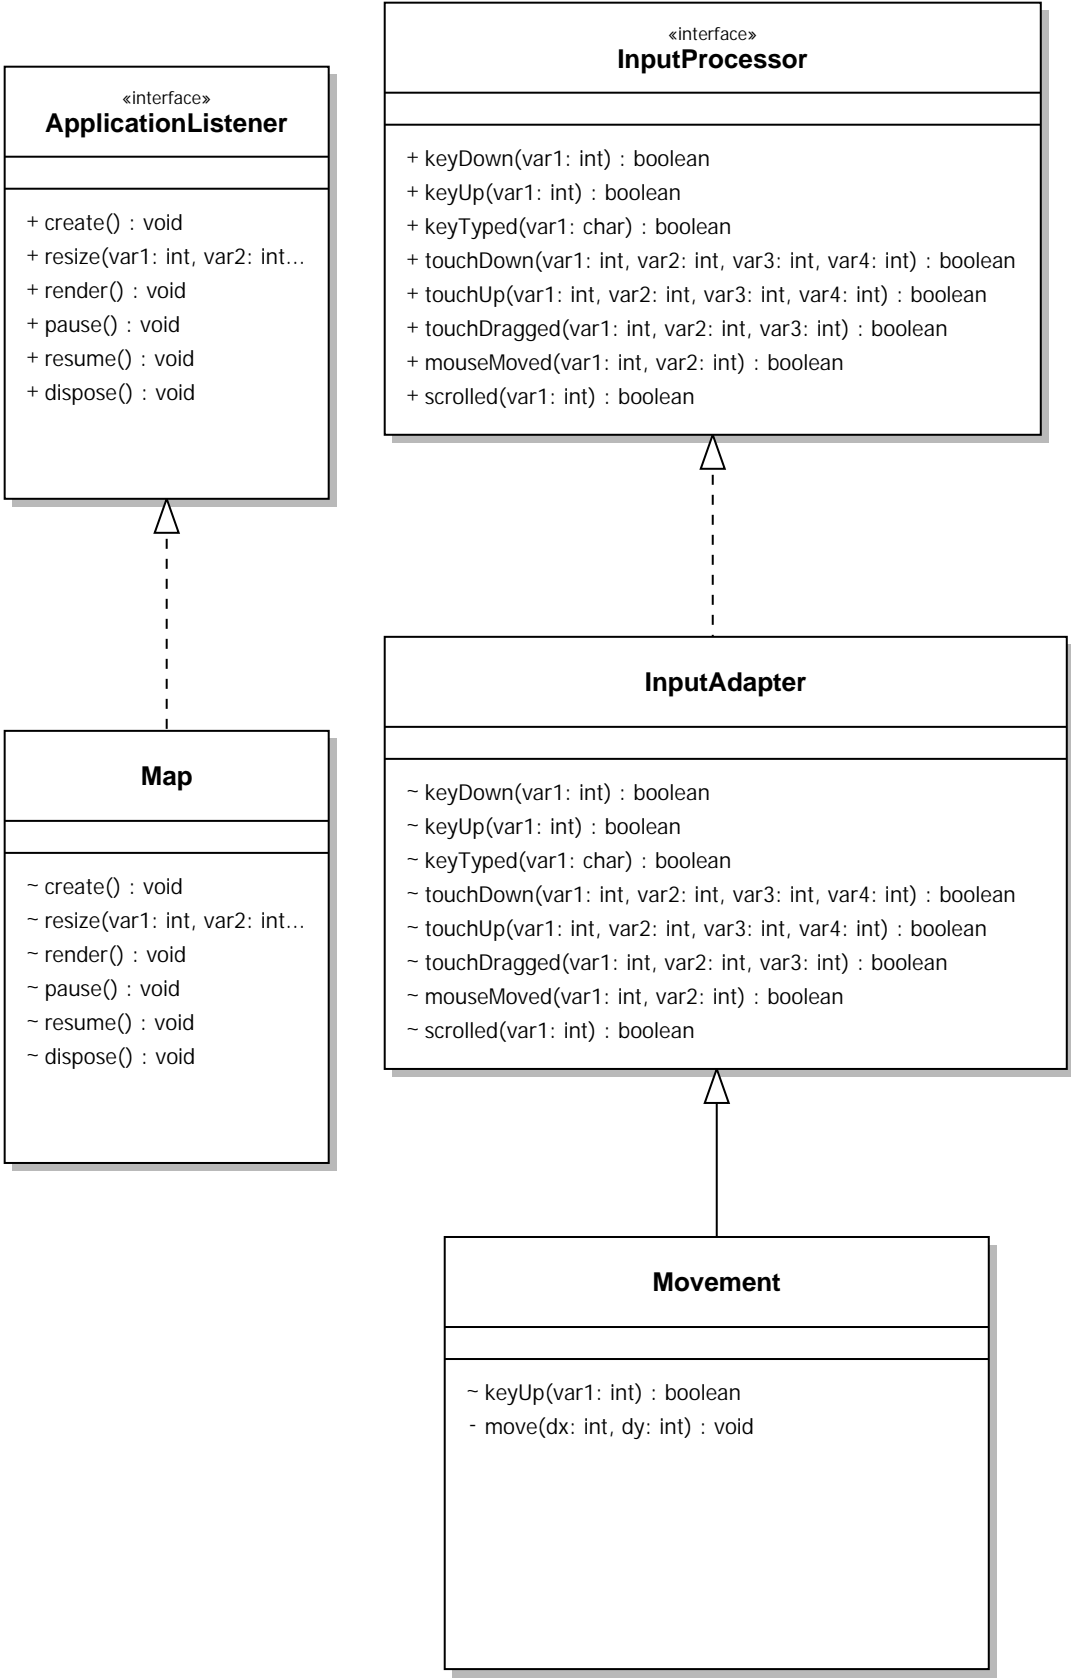 «interface»
ApplicationListener
+ create() : void
+ resize(var1: int, var2: int...
+ render() : void
+ pause() : void
+ resume() : void
+ dispose() : void
«interface»
InputProcessor
+ keyDown(var1: int) : boolean
+ keyUp(var1: int) : boolean
+ keyTyped(var1: char) : boolean
+ touchDown(var1: int, var2: int, var3: int, var4: int) : boolean
+ touchUp(var1: int, var2: int, var3: int, var4: int) : boolean
+ touchDragged(var1: int, var2: int, var3: int) : boolean
+ mouseMoved(var1: int, var2: int) : boolean
+ scrolled(var1: int) : boolean
Map
~ create() : void
~ resize(var1: int, var2: int...
~ render() : void
~ pause() : void
~ resume() : void
~ dispose() : void
InputAdapter
~ keyDown(var1: int) : boolean
~ keyUp(var1: int) : boolean
~ keyTyped(var1: char) : boolean
~ touchDown(var1: int, var2: int, var3: int, var4: int) : boolean
~ touchUp(var1: int, var2: int, var3: int, var4: int) : boolean
~ touchDragged(var1: int, var2: int, var3: int) : boolean
~ mouseMoved(var1: int, var2: int) : boolean
~ scrolled(var1: int) : boolean
Movement
~ keyUp(var1: int) : boolean
- move(dx: int, dy: int) : void